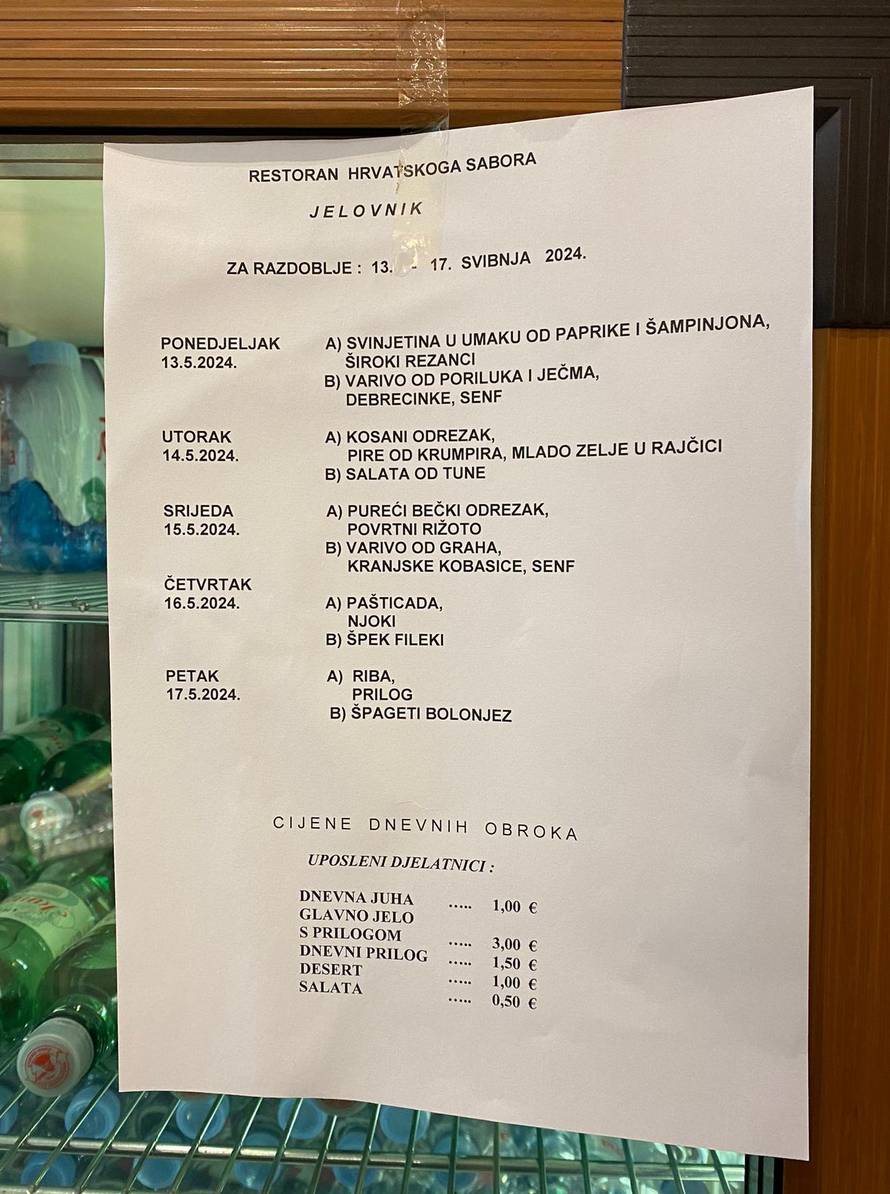 RESTORAN HRVATSKOGA SABORA
JELOVNIK
ZA RAZDOBLJE : 13. - 17. SVIBNJA 2024.
PONEDJELJAK A) SVINJETINA U UMAKU OD PAPRIKE I ŠAMPINJONA,
13.5.2024. ŠIROKI REZANCI
B) VARIVO OD PORILUKA I JEČMA,
DEBRECINKE, SENF
UTORAK A) KOSANI ODREZAK,
14.5.2024. PIRE OD KRUMPIRA, MLADO ZELJE U RAJČICI
B) SALATA OD TUNE
SRIJEDA A) PUREĆI BEČKI ODREZAK,
15.5.2024. POVRTNI RIŽOTO
B) VARIVO OD GRAHA,
KRANJSKE KOBASICE, SENF
ČETVRTAK
16.5.2024. A) PAŠTICADA,
NJOKI
B) ŠPEK FILEKI
PETAK A) RIBA,
17.5.2024. PRILOG
B) ŠPAGETI BOLONJEZ
CIJENE DNEVNIH OBROKA
UPOSLENI DJELATNICI :
DNEVNA JUHA ..... 1,00 €
GLAVNO JELO
S PRILOGOM ..... 3,00 €
DNEVNI PRILOG ..... 1,50 €
DESERT ..... 1,00 €
SALATA ..... 0,50 €